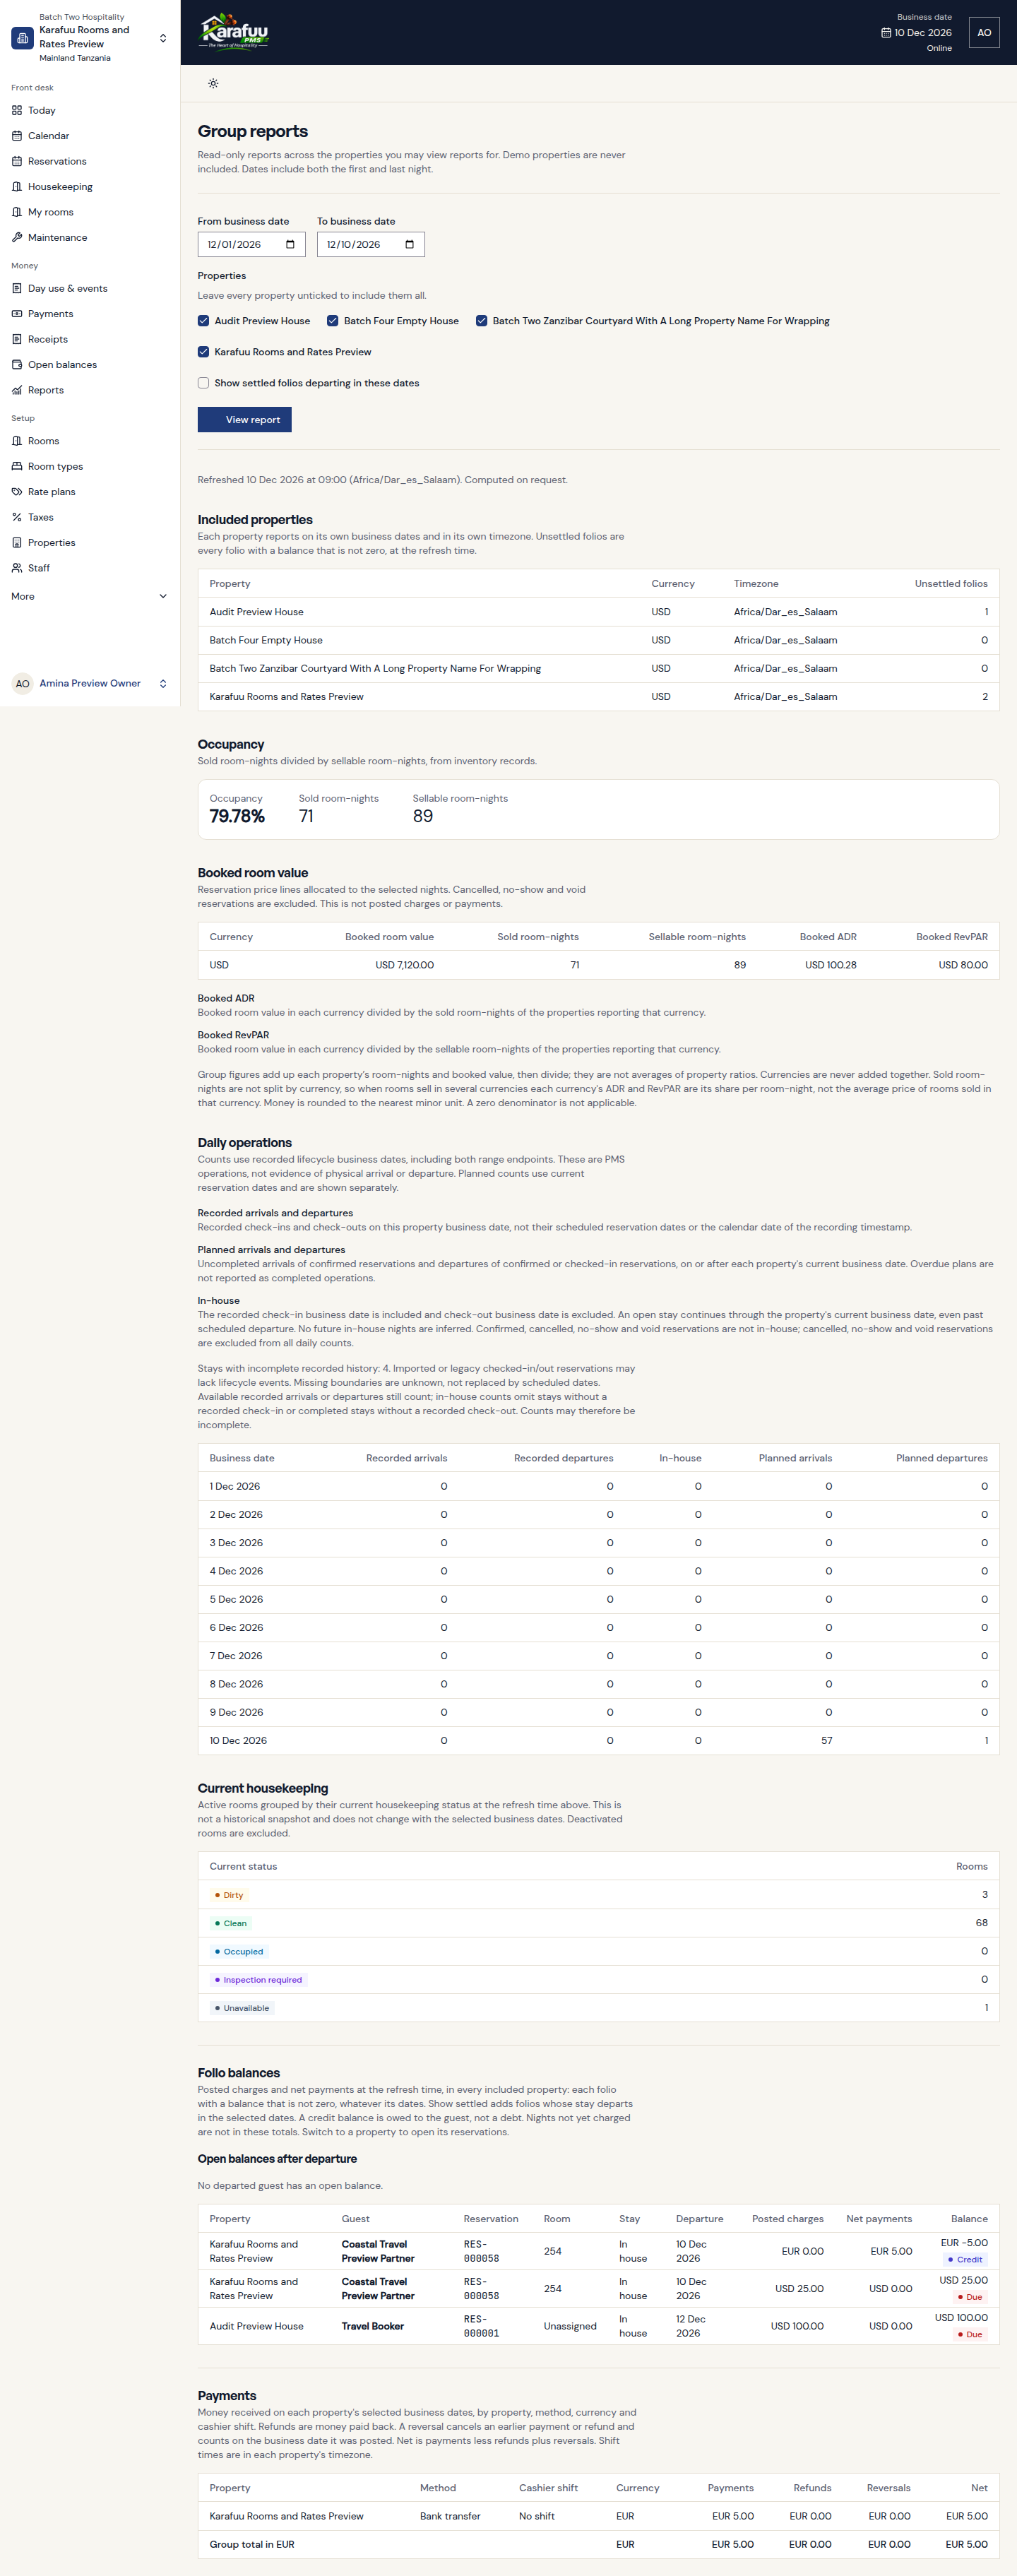 Batch Two Hospitality
Karafuu Rooms and
Rates Preview
Mainland Tanzania
Front desk
Today
Calendar
Reservations
Housekeeping
My rooms
Maintenance
Money
Day use & events
Payments
Receipts
Open balances
Reports
Setup
Rooms
Room types
Rate plans
Taxes
Properties
Staff
More
AO Amina Preview Owner
Karafuu
PMS
The Heart of Hospitality
Business date
10 Dec 2026
Online
AO
Group reports
Read-only reports across the properties you may view reports for. Demo properties are never
included. Dates include both the first and last night.
From business date To business date
12/01/2026 12/10/2026
Properties
Leave every property unticked to include them all.
Audit Preview House Batch Four Empty House Batch Two Zanzibar Courtyard With A Long Property Name For Wrapping
Karafuu Rooms and Rates Preview
Show settled folios departing in these dates
View report
Refreshed 10 Dec 2026 at 09:00 (Africa/Dar_es_Salaam). Computed on request.
Included properties
Each property reports on its own business dates and in its own timezone. Unsettled folios are
every folio with a balance that is not zero, at the refresh time.
Property Currency Timezone Unsettled folios
Audit Preview House USD Africa/Dar_es_Salaam 1
Batch Four Empty House USD Africa/Dar_es_Salaam 0
Batch Two Zanzibar Courtyard With A Long Property Name For Wrapping USD Africa/Dar_es_Salaam 0
Karafuu Rooms and Rates Preview USD Africa/Dar_es_Salaam 2
Occupancy
Sold room-nights divided by sellable room-nights, from inventory records.
Occupancy Sold room-nights Sellable room-nights
79.78% 71 89
Booked room value
Reservation price lines allocated to the selected nights. Cancelled, no-show and void
reservations are excluded. This is not posted charges or payments.
Currency Booked room value Sold room-nights Sellable room-nights Booked ADR Booked RevPAR
USD USD 7,120.00 71 89 USD 100.28 USD 80.00
Booked ADR
Booked room value in each currency divided by the sold room-nights of the properties reporting that currency.
Booked RevPAR
Booked room value in each currency divided by the sellable room-nights of the properties reporting that currency.
Group figures add up each property's room-nights and booked value, then divide; they are not averages of property ratios. Currencies are never added together. Sold room-
nights are not split by currency, so when rooms sell in several currencies each currency's ADR and RevPAR are its share per room-night, not the average price of rooms sold in
that currency. Money is rounded to the nearest minor unit. A zero denominator is not applicable.
Daily operations
Counts use recorded lifecycle business dates, including both range endpoints. These are PMS
operations, not evidence of physical arrival or departure. Planned counts use current
reservation dates and are shown separately.
Recorded arrivals and departures
Recorded check-ins and check-outs on this property business date, not their scheduled reservation dates or the calendar date of the recording timestamp.
Planned arrivals and departures
Uncompleted arrivals of confirmed reservations and departures of confirmed or checked-in reservations, on or after each property's current business date. Overdue plans are
not reported as completed operations.
In-house
The recorded check-in business date is included and check-out business date is excluded. An open stay continues through the property's current business date, even past
scheduled departure. No future in-house nights are inferred. Confirmed, cancelled, no-show and void reservations are not in-house; cancelled, no-show and void reservations
are excluded from all daily counts.
Stays with incomplete recorded history: 4. Imported or legacy checked-in/out reservations may
lack lifecycle events. Missing boundaries are unknown, not replaced by scheduled dates.
Available recorded arrivals or departures still count; in-house counts omit stays without a
recorded check-in or completed stays without a recorded check-out. Counts may therefore be
incomplete.
Business date Recorded arrivals Recorded departures In-house Planned arrivals Planned departures
1 Dec 2026 0 0 0 0 0
2 Dec 2026 0 0 0 0 0
3 Dec 2026 0 0 0 0 0
4 Dec 2026 0 0 0 0 0
5 Dec 2026 0 0 0 0 0
6 Dec 2026 0 0 0 0 0
7 Dec 2026 0 0 0 0 0
8 Dec 2026 0 0 0 0 0
9 Dec 2026 0 0 0 0 0
10 Dec 2026 0 0 0 57 1
Current housekeeping
Active rooms grouped by their current housekeeping status at the refresh time above. This is
not a historical snapshot and does not change with the selected business dates. Deactivated
rooms are excluded.
Current status Rooms
Dirty 3
Clean 68
Occupied 0
Inspection required 0
Unavailable 1
Folio balances
Posted charges and net payments at the refresh time, in every included property: each folio
with a balance that is not zero, whatever its dates. Show settled adds folios whose stay departs
in the selected dates. A credit balance is owed to the guest, not a debt. Nights not yet charged
are not in these totals. Switch to a property to open its reservations.
Open balances after departure
No departed guest has an open balance.
Property Guest Reservation Room Stay Departure Posted charges Net payments Balance
Karafuu Rooms and Coastal Travel RES- 254 In 10 Dec EUR 0.00 EUR 5.00 EUR -5.00
Rates Preview Preview Partner 000058 house 2026 Credit
Karafuu Rooms and Coastal Travel RES- 254 In 10 Dec USD 25.00 USD 0.00 USD 25.00
Rates Preview Preview Partner 000058 house 2026 Due
Audit Preview House Travel Booker RES- Unassigned In 12 Dec USD 100.00 USD 0.00 USD 100.00
000001 house 2026 Due
Payments
Money received on each property's selected business dates, by property, method, currency and
cashier shift. Refunds are money paid back. A reversal cancels an earlier payment or refund and
counts on the business date it was posted. Net is payments less refunds plus reversals. Shift
times are in each property's timezone.
Property Method Cashier shift Currency Payments Refunds Reversals Net
Karafuu Rooms and Rates Preview Bank transfer No shift EUR EUR 5.00 EUR 0.00 EUR 0.00 EUR 5.00
Group total in EUR EUR EUR 5.00 EUR 0.00 EUR 0.00 EUR 5.00